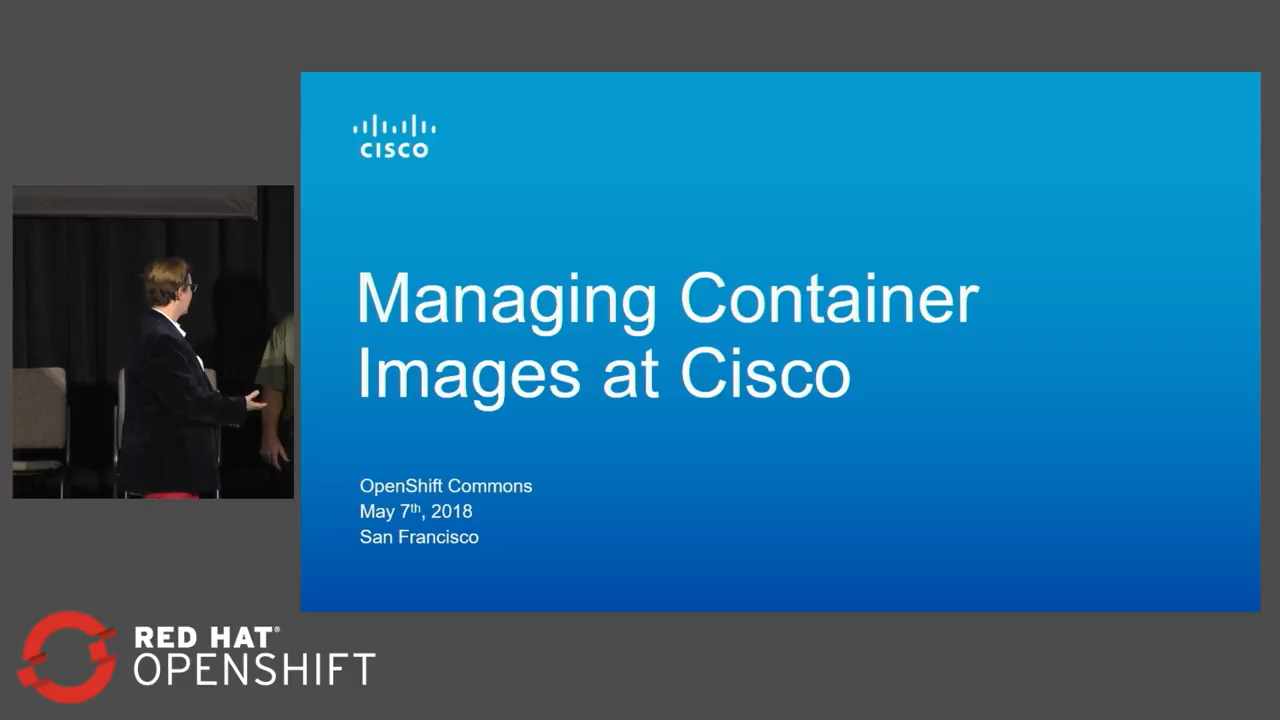 CISCO
Managing Container
Images at Cisco
OpenShift Commons
May 7th, 2018
San Francisco
RED HAT®
OPENSHIFT